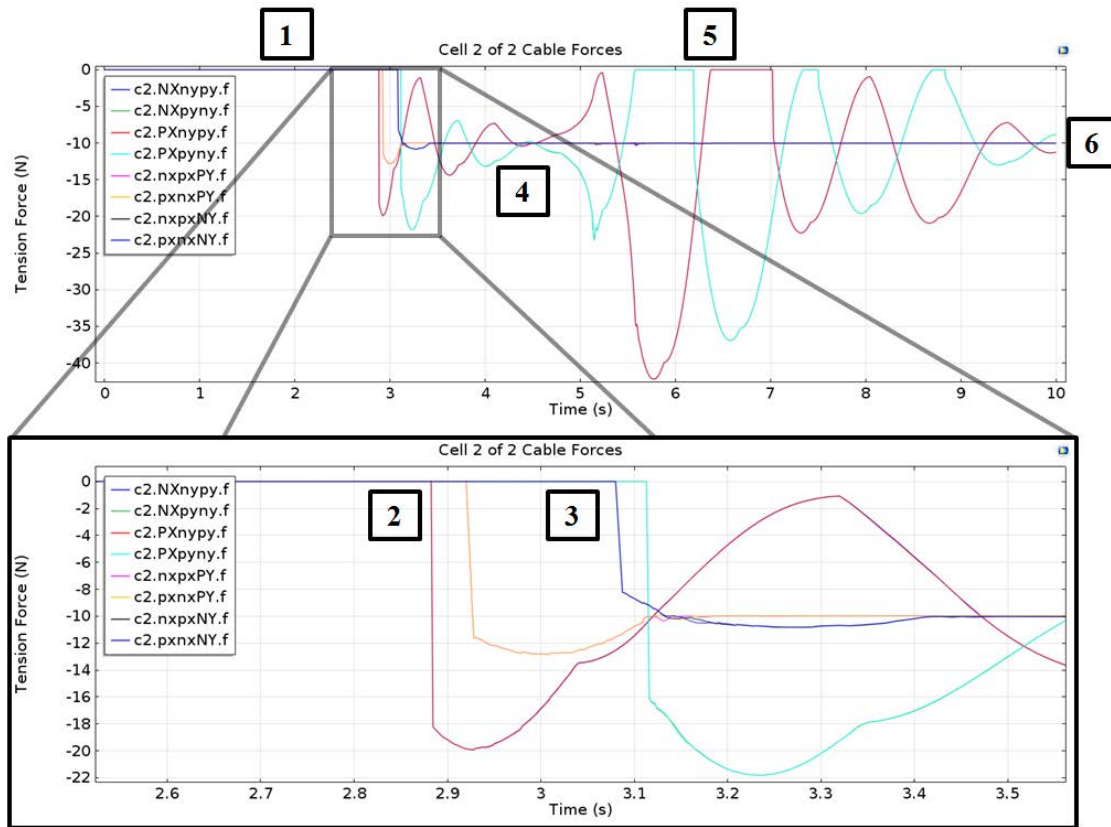 1
5
Cell 2 of 2 Cable Forces
Tension Force (N)
0
-5
-10
-15
-20
-25
-30
-35
-40
c2.NXnypy.f
c2.NXpyny.f
c2.PXnypy.f
c2.PXpyny.f
c2.nxpxPY.f
c2.pxnxPY.f
c2.nxpxNY.f
c2.pxnxNY.f
4
6
0 1 2 3 4 5 6 7 8 9 10
Time (s)
Cell 2 of 2 Cable Forces
Tension Force (N)
0
-2
-4
-6
-8
-10
-12
-14
-16
-18
-20
-22
c2.NXnypy.f
c2.NXpyny.f
c2.PXnypy.f
c2.PXpyny.f
c2.nxpxPY.f
c2.pxnxPY.f
c2.nxpxNY.f
c2.pxnxNY.f
2
3
2.6 2.7 2.8 2.9 3 3.1 3.2 3.3 3.4 3.5
Time (s)